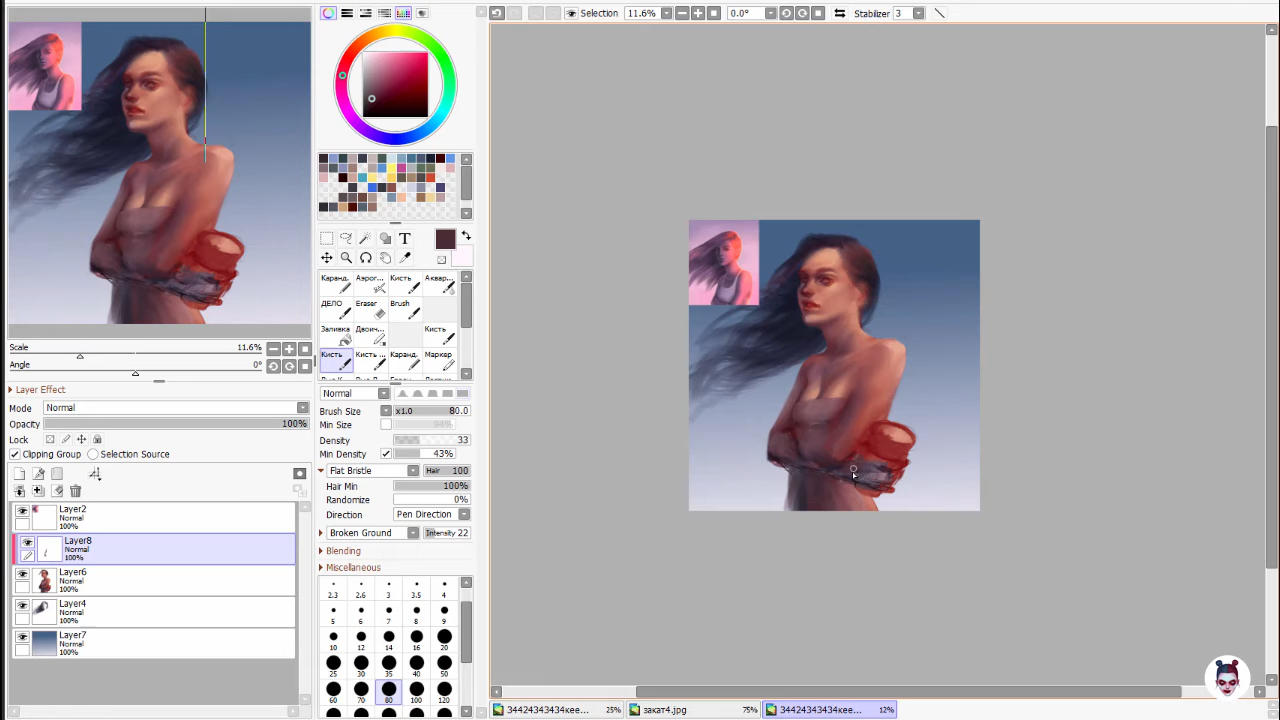 Selection 11.6% 0.0° Stabilizer 3
T
Каранд. Аэрог... Кисть Аквар...
ДЕЛО Eraser Brush
Заливка Двоич... Кисть
Кисть Кисть ... Каранд. Маркер
Scale 11.6%
Angle 0°
Layer Effect
Mode Normal
Opacity 100%
Lock
Clipping Group Selection Source
Layer2
Normal
100%
Layer8
Normal
100%
Layer6
Normal
100%
Layer4
Normal
100%
Layer7
Normal
100%
Normal
Brush Size x1.0 80.0
Min Size 94%
Density 33
Min Density 43%
Flat Bristle Hair 100
Hair Min 100%
Randomize 0%
Direction Pen Direction
Broken Ground Intensity 22
Blending
Miscellaneous
2.3 2.6 3 3.5 4
5 6 7 8 9
10 12 14 16 20
25 30 35 40 50
60 70 80 100 120
34424343434кее... 25% закат4.jpg 75% 34424343434кее... 12%